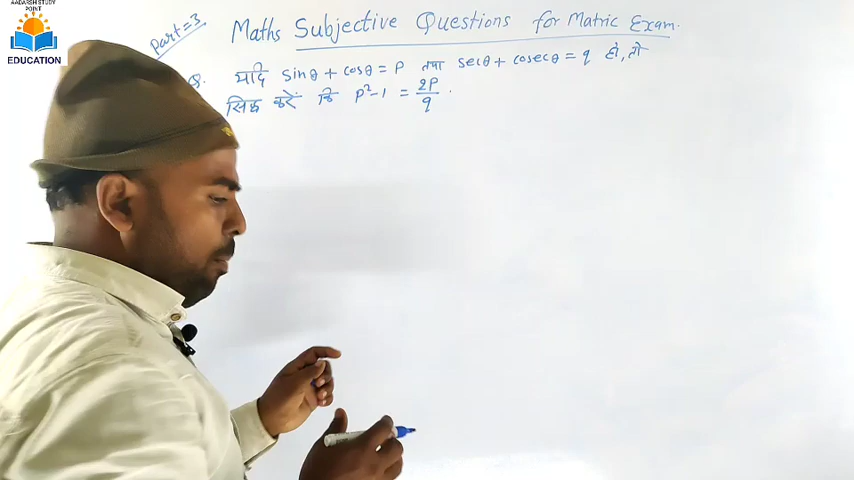 AADARSH STUDY
POINT
EDUCATION
Part=3.
Maths Subjective Questions for Matric Exam.
Q. यदि sinθ + cosθ = P तथा secθ + cosecθ = q हो, तो
सिद्ध करें कि P²-1 = 2P/q.